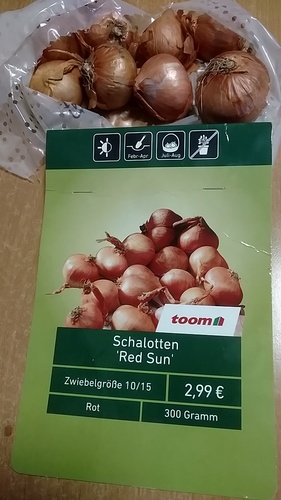 Febr-Apr
Juli-Aug
toom
Schalotten
'Red Sun'
Zwiebelgröße 10/15
2,99 €
Rot
300 Gramm